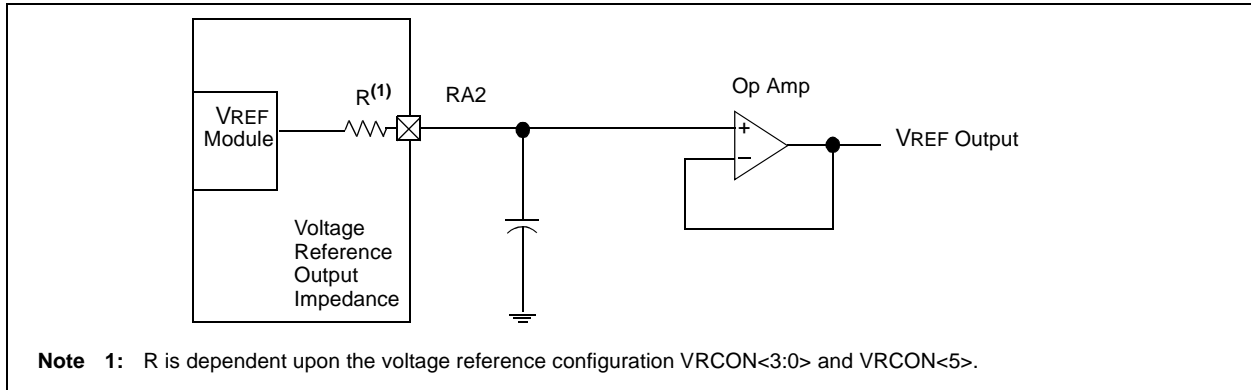 VREF
Module
R(1)
RA2
Op Amp
+
−
VREF Output
Voltage
Reference
Output
Impedance
Note 1: R is dependent upon the voltage reference configuration VRCON<3:0> and VRCON<5>.